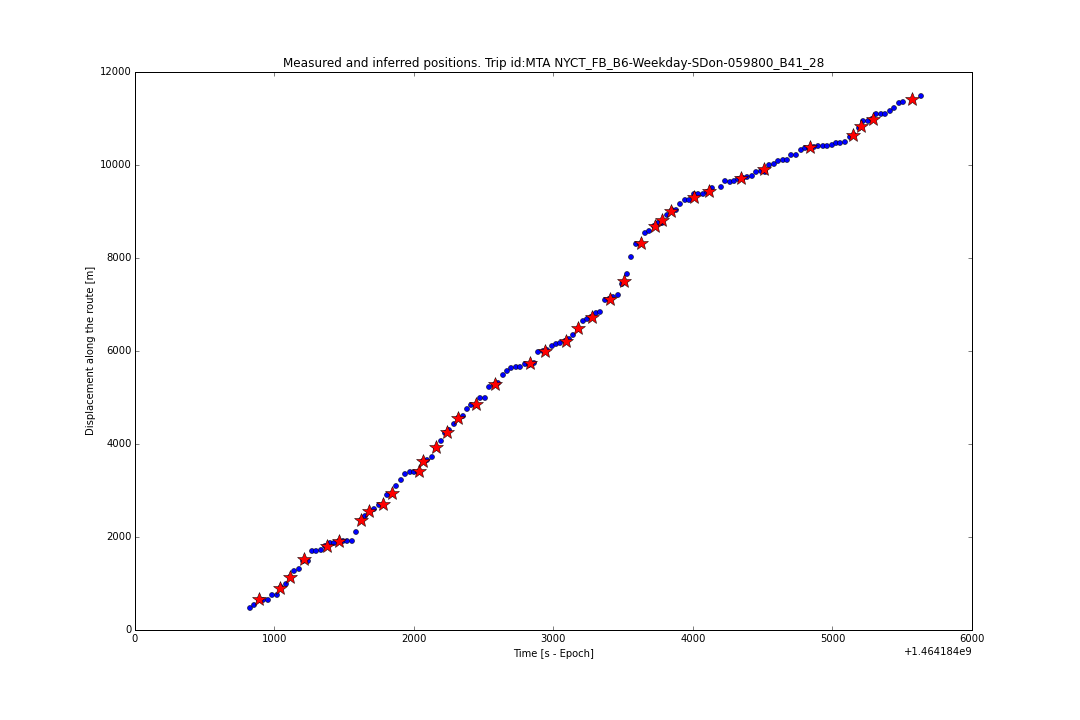 Measured and inferred positions. Trip id:MTA NYCT_FB_B6-Weekday-SDon-059800_B41_28
12000
10000
8000
6000
4000
2000
0
Displacement along the route [m]
0 1000 2000 3000 4000 5000 6000
Time [s - Epoch]
+1.464184e9